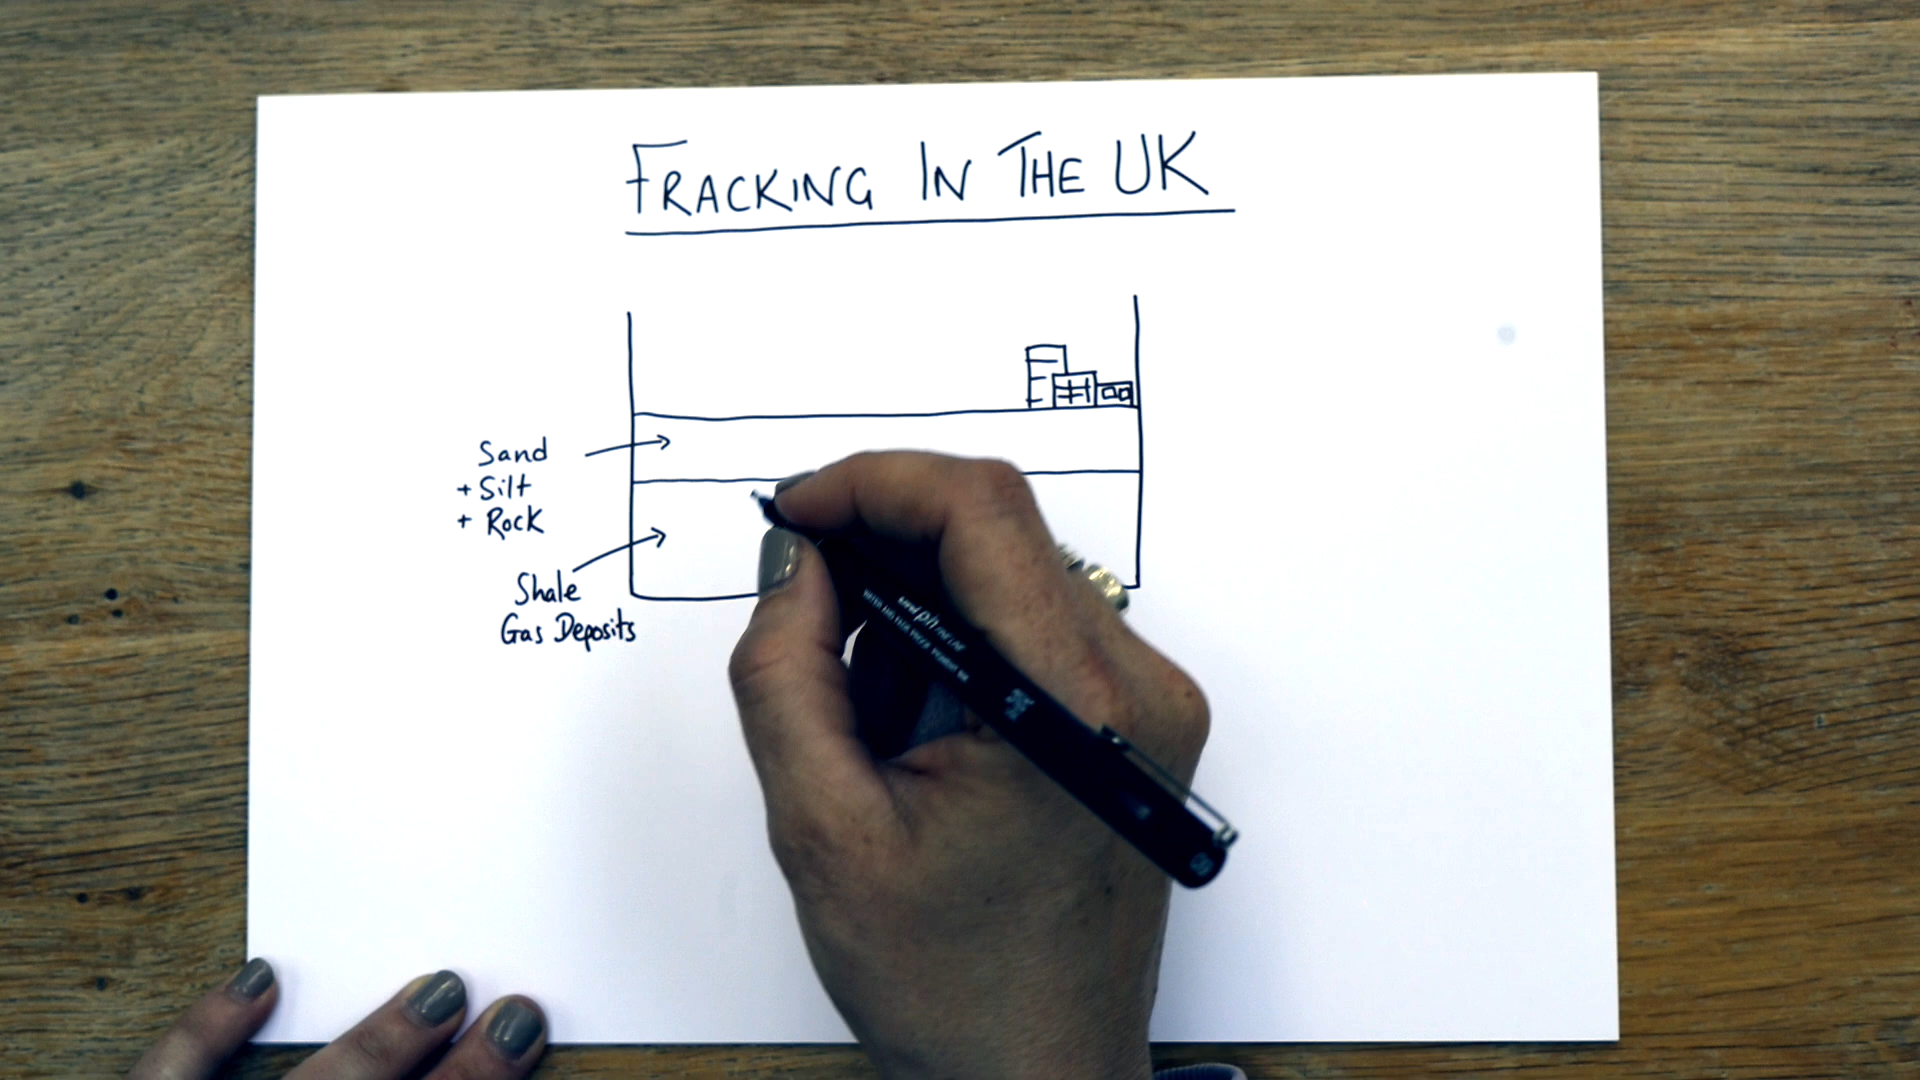 FRACKING IN THE UK
Sand
+ Silt
+ Rock
Shale
Gas Deposits